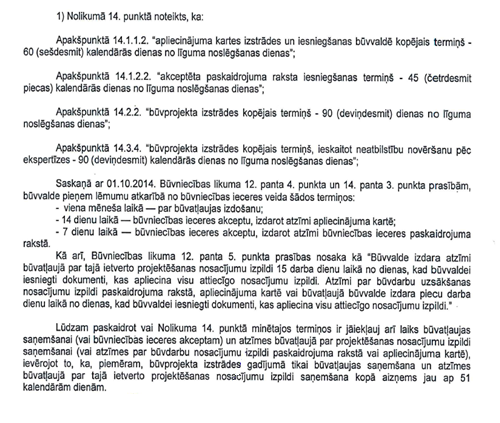 1) Nolikumā 14. punktā noteikts, ka:
Apakšpunktā 14.1.1.2. "apliecinājuma kartes izstrādes un iesniegšanas būvvaldē kopējais termiņš -
60 (sešdesmit) kalendārās dienas no līguma noslēgšanas dienas";
Apakšpunktā 14.1.2.2. "akceptēta paskaidrojuma raksta iesniegšanas termiņš - 45 (četrdesmit
piecas) kalendārās dienas no līguma noslēgšanas dienas";
Apakšpunktā 14.2.2. "būvprojekta izstrādes kopējais termiņš - 90 (deviņdesmit) dienas no līguma
noslēgšanas dienas";
Apakšpunktā 14.3.4. "būvprojekta izstrādes kopējais termiņš, ieskaitot neatbilstību novēršanu pēc
ekspertīzes - 90 (deviņdesmit) kalendārās dienas no līguma noslēgšanas dienas";
Saskaņā ar 01.10.2014. Būvniecības likuma 12. panta 4. punkta un 14. panta 3. punkta prasībām,
būvvalde pieņem lēmumu atkarībā no būvniecības ieceres veida šādos termiņos:
- viena mēneša laikā — par būvatļaujas izdošanu;
- 14 dienu laikā — būvniecības ieceres akceptu, izdarot atzīmi apliecinājuma kartē;
- 7 dienu laikā — būvniecības ieceres akceptu, izdarot atzīmi būvniecības ieceres paskaidrojuma
rakstā.
Kā arī, Būvniecības likuma 12. panta 5. punkta prasības nosaka kā "Būvvalde izdara atzīmi
būvatļaujā par tajā ietverto projektēšanas nosacījumu izpildi 15 darba dienu laikā no dienas, kad būvvaldei
iesniegti dokumenti, kas apliecina visu attiecīgo nosacījumu izpildi. Atzīmi par būvdarbu uzsākšanas
nosacījumu izpildi paskaidrojuma rakstā, apliecinājuma kartē vai būvatļaujā būvvalde izdara piecu darba
dienu laikā no dienas, kad būvvaldei iesniegti dokumenti, kas apliecina visu attiecīgo nosacījumu izpildi."
Lūdzam paskaidrot vai Nolikuma 14. punktā minētajos termiņos ir jāiekļauj arī laiks būvatļaujas
saņemšanai (vai būvniecības ieceres akceptam) un atzīmes būvatļaujā par projektēšanas nosacījumu izpildi
saņemšanai (vai atzīmes par būvdarbu nosacījumu izpildi paskaidrojuma rakstā vai apliecinājuma kartē),
ievērojot to, ka, piemēram, būvprojekta izstrādes gadījumā tikai būvatļaujas saņemšana un atzīmes
būvatļaujā par tajā ietverto projektēšanas nosacījumu izpildi saņemšana kopā aizņems jau ap 51
kalendārām dienām.